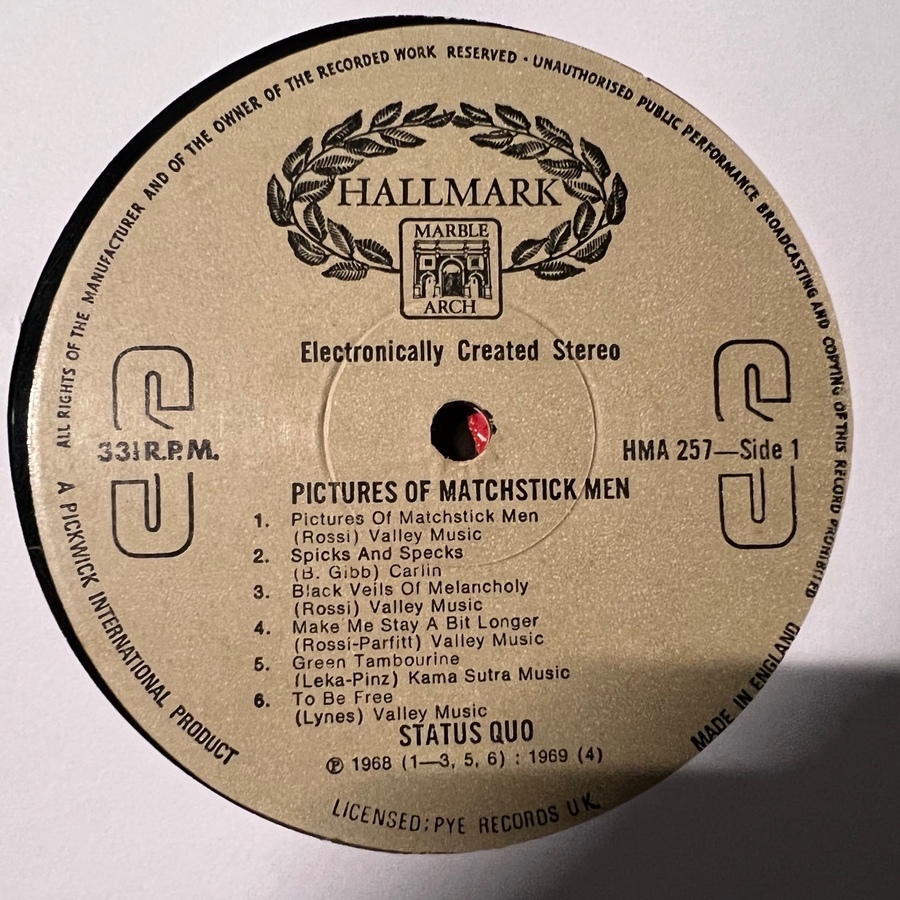 ALL RIGHTS OF THE MANUFACTURER AND OF THE OWNER OF THE RECORDED WORK RESERVED - UNAUTHORISED PUBLIC PERFORMANCE BROADCASTING AND COPYING OF THIS RECORD PROHIBITED
HALLMARK
MARBLE
ARCH
Electronically Created Stereo
33⅓ R.P.M.
HMA 257—Side 1
PICTURES OF MATCHSTICK MEN
1. Pictures Of Matchstick Men
(Rossi) Valley Music
2. Spicks And Specks
(B. Gibb) Carlin
3. Black Veils Of Melancholy
(Rossi) Valley Music
4. Make Me Stay A Bit Longer
(Rossi-Parfitt) Valley Music
5. Green Tambourine
(Leka-Pinz) Kama Sutra Music
6. To Be Free
(Lynes) Valley Music
STATUS QUO
℗ 1968 (1—3, 5, 6) : 1969 (4)
A PICKWICK INTERNATIONAL PRODUCT
LICENSED; PYE RECORDS U.K.
MADE IN ENGLAND